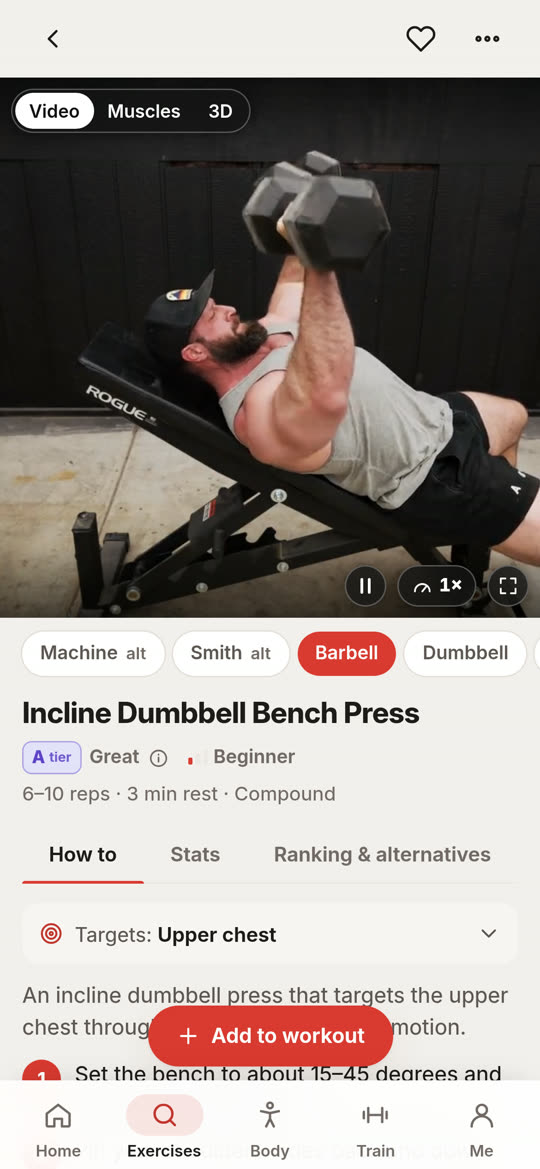 Video Muscles 3D
ROGUE
1×
Machine alt Smith alt Barbell Dumbbell
Incline Dumbbell Bench Press
A tier Great Beginner
6–10 reps · 3 min rest · Compound
How to Stats Ranking & alternatives
Targets: Upper chest
An incline dumbbell press that targets the upper
chest motion.
+ Add to workout
1 Set the bench to about 15–45 degrees and
Home Exercises Body Train Me